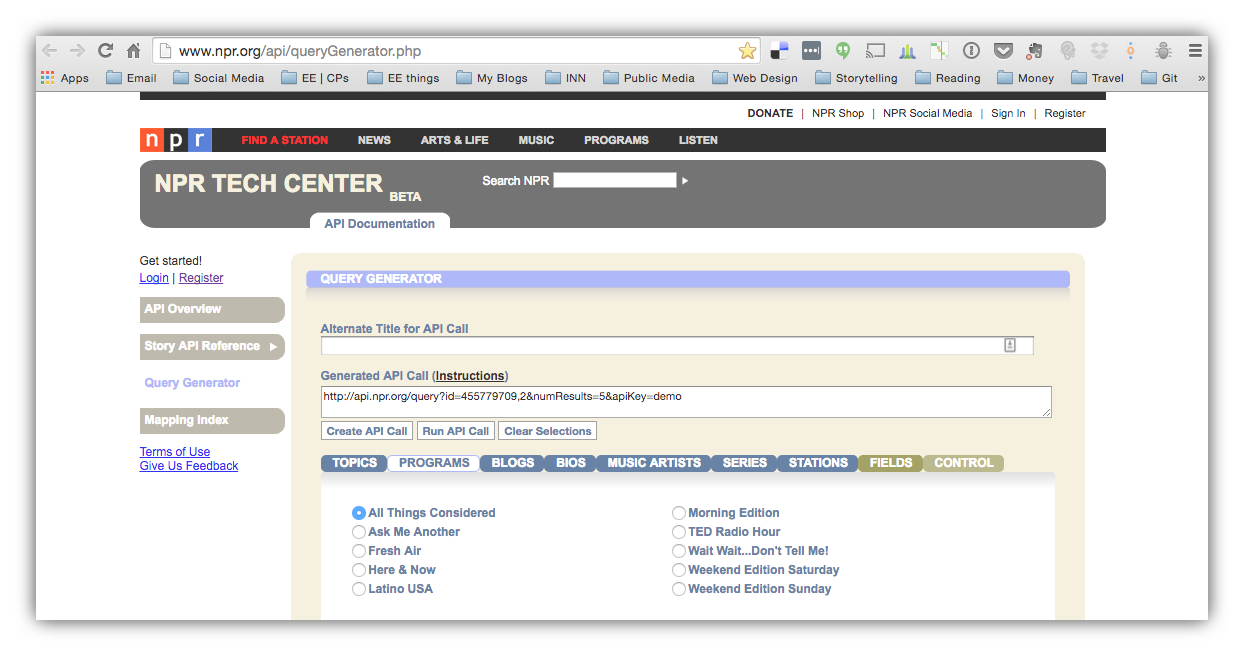 www.npr.org/api/queryGenerator.php
Apps Email Social Media EE | CPs EE things My Blogs INN Public Media Web Design Storytelling Reading Money Travel Git »
DONATE | NPR Shop | NPR Social Media | Sign In | Register
npr FIND A STATION NEWS ARTS & LIFE MUSIC PROGRAMS LISTEN
NPR TECH CENTER BETA Search NPR
API Documentation
Get started!
Login | Register
API Overview
Story API Reference
Query Generator
Mapping Index
Terms of Use
Give Us Feedback
QUERY GENERATOR
Alternate Title for API Call
Generated API Call (Instructions)
http://api.npr.org/query?id=455779709,2&numResults=5&apiKey=demo
Create API Call Run API Call Clear Selections
TOPICS PROGRAMS BLOGS BIOS MUSIC ARTISTS SERIES STATIONS FIELDS CONTROL
All Things Considered Morning Edition
Ask Me Another TED Radio Hour
Fresh Air Wait Wait...Don't Tell Me!
Here & Now Weekend Edition Saturday
Latino USA Weekend Edition Sunday